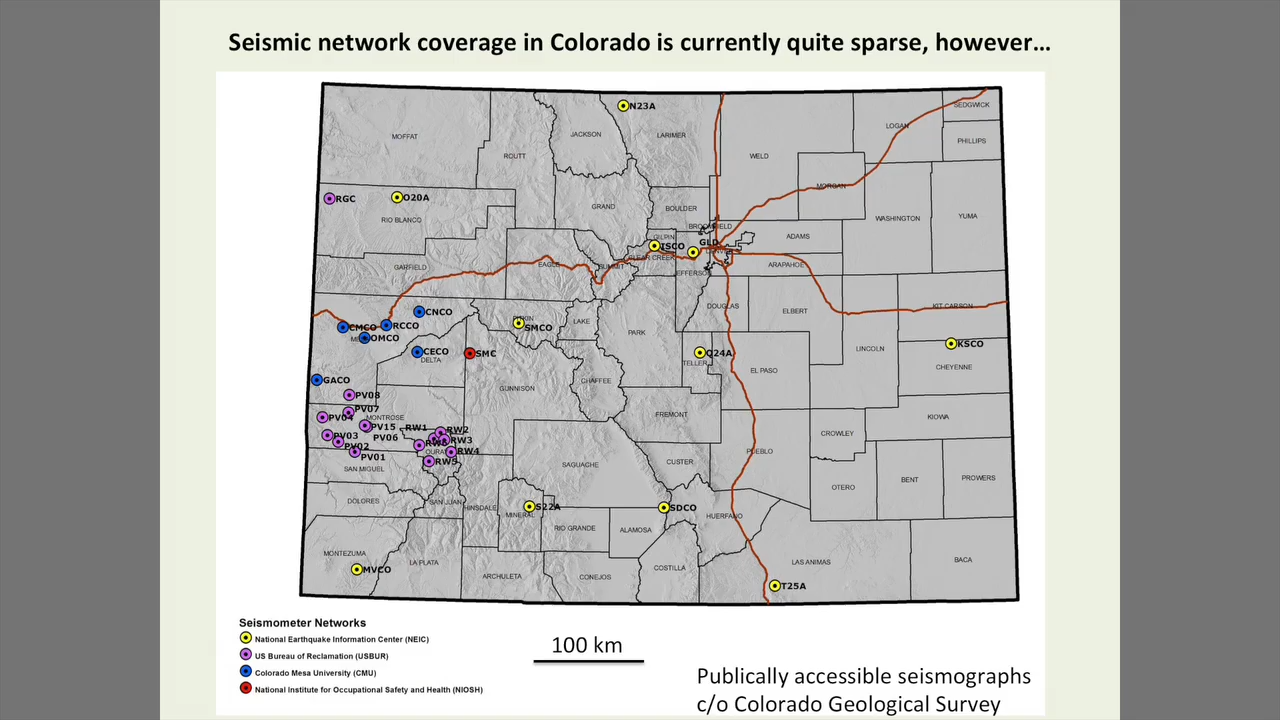 Seismic network coverage in Colorado is currently quite sparse, however…
N23A
SEDGWICK
LOGAN
JACKSON
LARIMER
MOFFAT
PHILLIPS
ROUTT
WELD
MORGAN
RGC
O20A
GRAND
BOULDER
RIO BLANCO
WASHINGTON
YUMA
BROOMFIELD
GILPIN
ISCO
GLD
ADAMS
CLEAR CREEK
EAGLE
SUMMIT
GARFIELD
JEFFERSON
ARAPAHOE
CNCO
DOUGLAS
ELBERT
KIT CARSON
CMCO
RCCO
PITKIN
SMCO
LAKE
PARK
OMCO
KSCO
CECO
DELTA
SMC
Q24A
TELLER
LINCOLN
CHEYENNE
EL PASO
GACO
CHAFFEE
GUNNISON
PV08
PV07
PV04
MONTROSE
FREMONT
KIOWA
PV15
RW1
RW2
CROWLEY
PV03
PV06
RW3
PV02
RW4
PUEBLO
PV01
RW5
CUSTER
SAGUACHE
SAN MIGUEL
BENT
PROWERS
OTERO
DOLORES
SAN JUAN
HINSDALE
S22A
MINERAL
SDCO
HUERFANO
RIO GRANDE
ALAMOSA
MONTEZUMA
LA PLATA
MVCO
ARCHULETA
CONEJOS
COSTILLA
LAS ANIMAS
BACA
T25A
Seismometer Networks
National Earthquake Information Center (NEIC)
US Bureau of Reclamation (USBUR)
Colorado Mesa University (CMU)
National Institute for Occupational Safety and Health (NIOSH)
100 km
Publically accessible seismographs
c/o Colorado Geological Survey